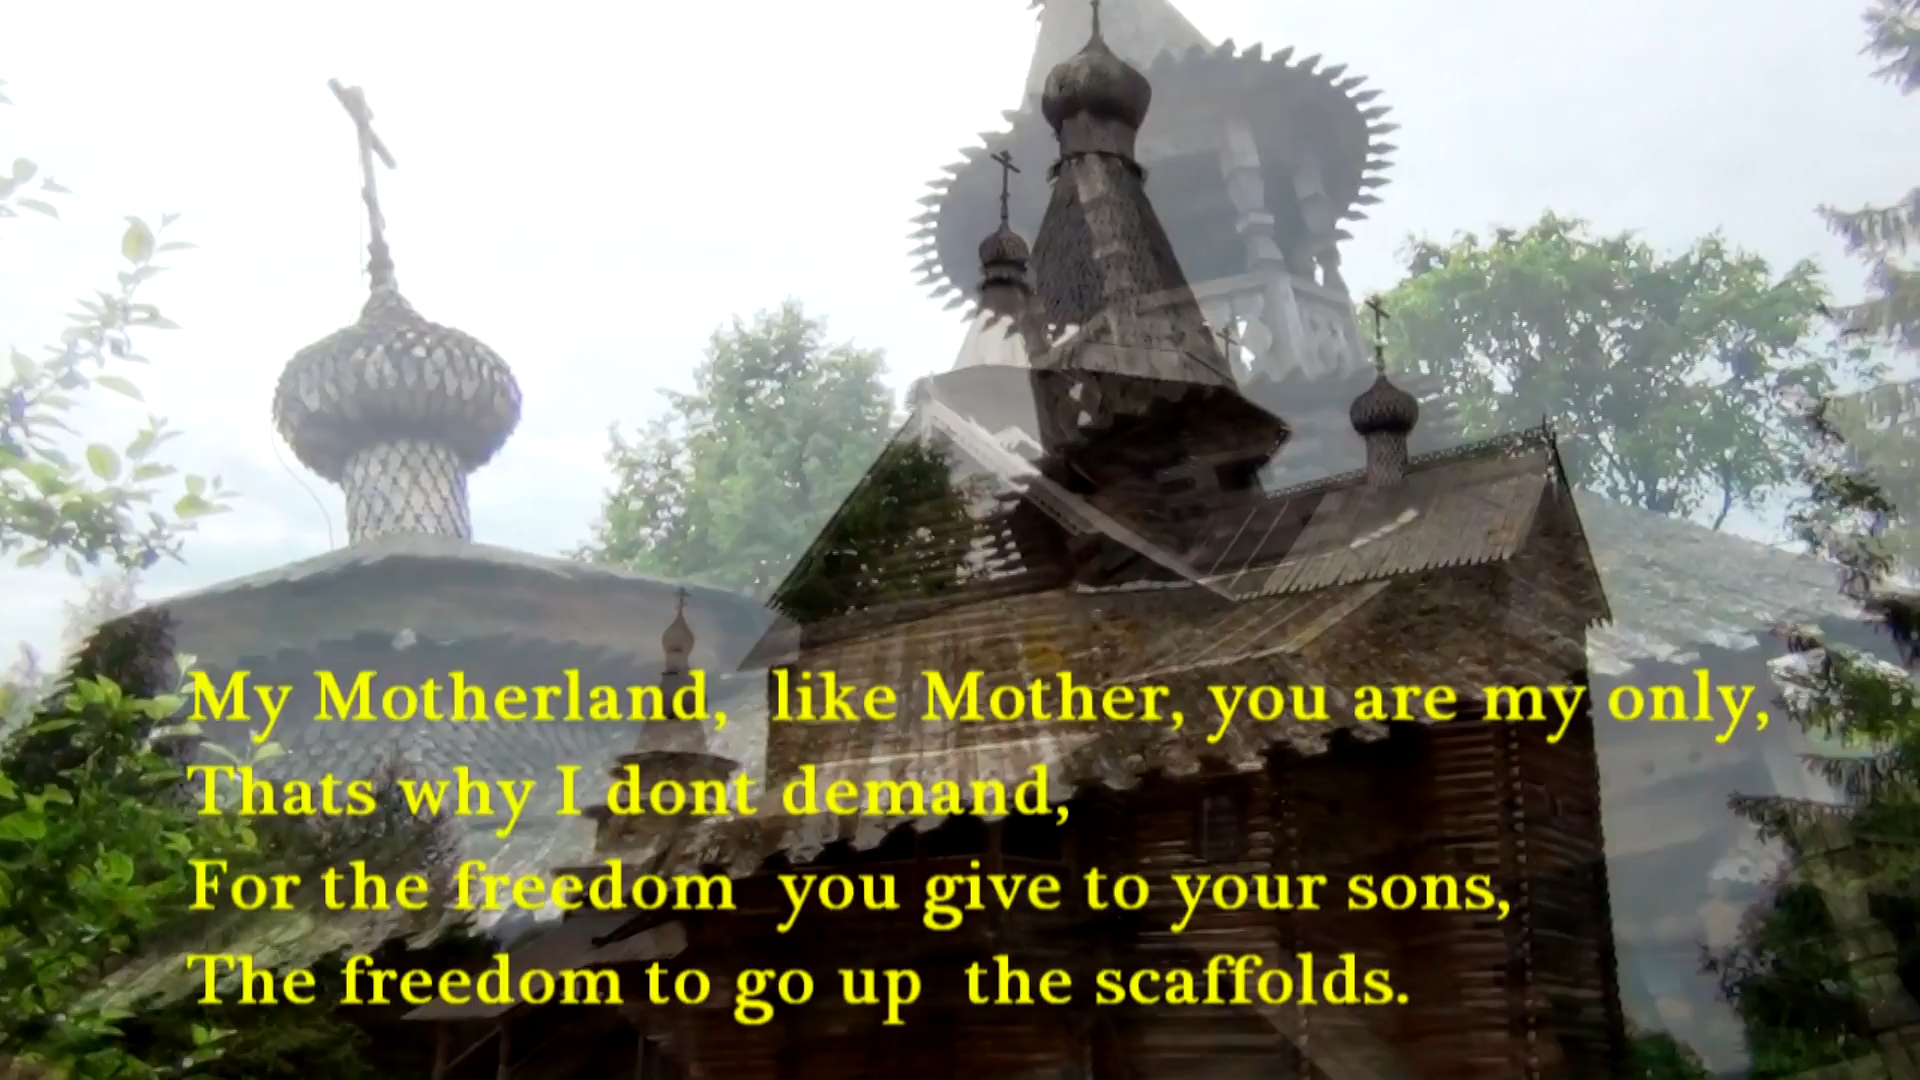 My Motherland, like Mother, you are my only,
Thats why I dont demand,
For the freedom you give to your sons,
The freedom to go up the scaffolds.